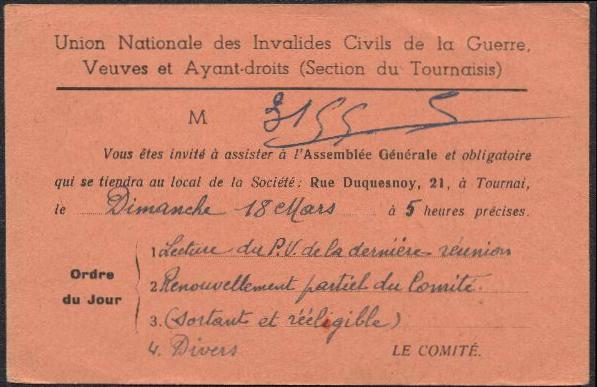 Union Nationale des Invalides Civils de la Guerre,
Veuves et Ayant-droits (Section du Tournaisis)
M
Vous êtes invité à assister à l'Assemblée Générale et obligatoire
qui se tiendra au local de la Société : Rue Duquesnoy, 21, à Tournai,
le Dimanche 18 Mars à 5 heures précises.
Ordre du Jour
1. Lecture du P.V. de la dernière réunion
2. Renouvellement partiel du Comité.
3. (Sortants et rééligible)
4. Divers
LE COMITÉ.